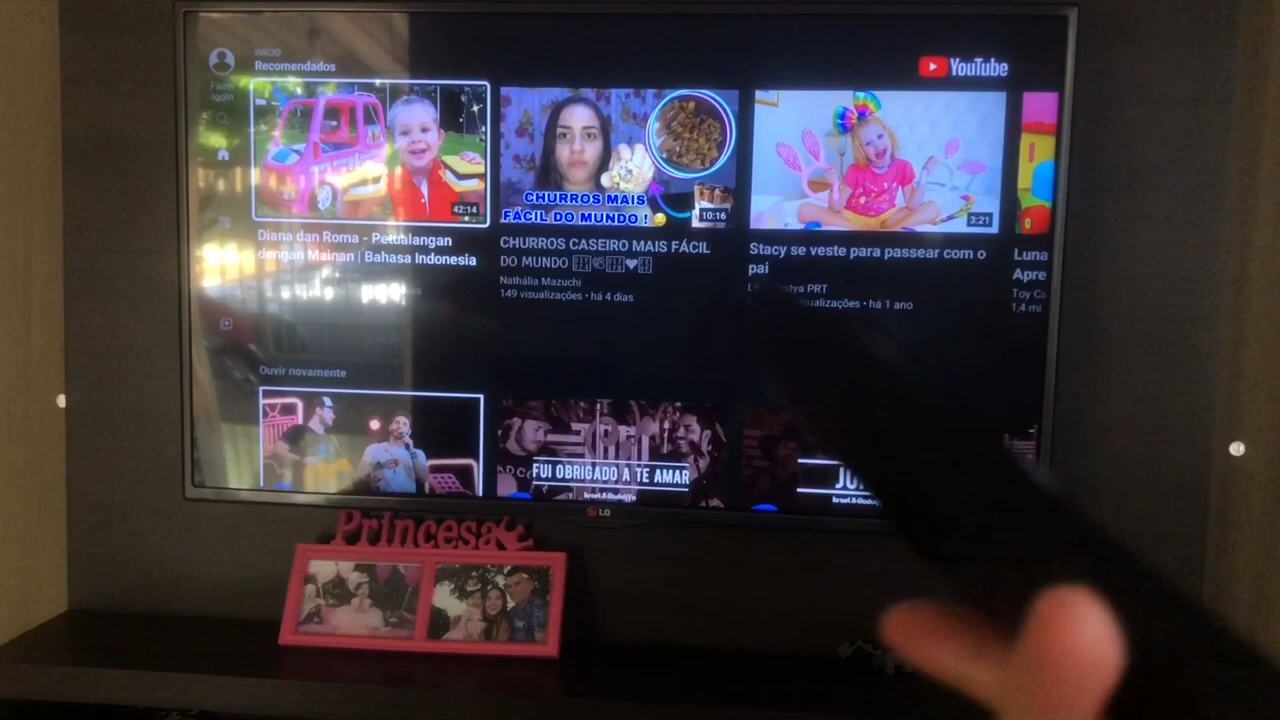 INÍCIO
Recomendados
YouTube
Fazer
login
42:14
CHURROS MAIS
FÁCIL DO MUNDO !
10:16
3:21
Diana dan Roma - Petualangan
dengan Mainan | Bahasa Indonesia
CHURROS CASEIRO MAIS FÁCIL
DO MUNDO
Nathália Mazuchi
149 visualizações • há 4 dias
Stacy se veste para passear com o
pai
PRT
há 1 ano
Luna
Apre
Toy Ca
1,4 mi
Ouvir novamente
FUI OBRIGADO A TE AMAR
Israel & Rodolffo
Israel & Rodolffo
LG
Princesa